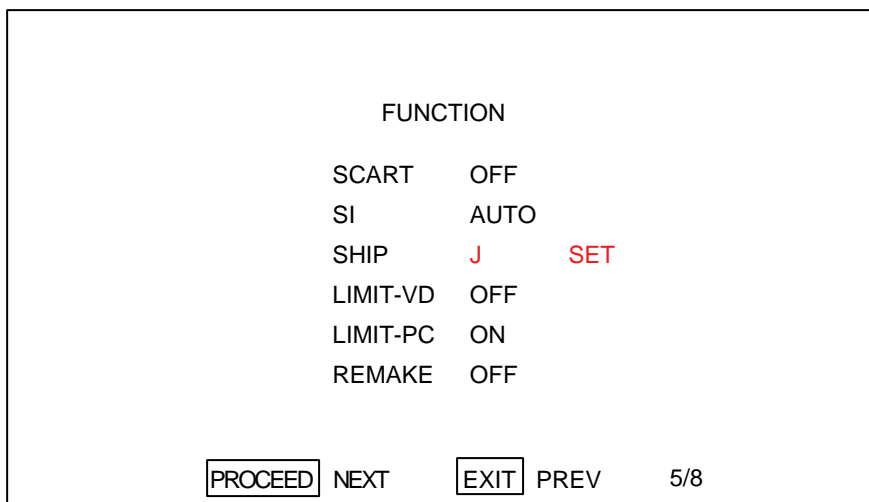 FUNCTION
SCART OFF
SI AUTO
SHIP J SET
LIMIT-VD OFF
LIMIT-PC ON
REMAKE OFF
PROCEED NEXT EXIT PREV 5/8